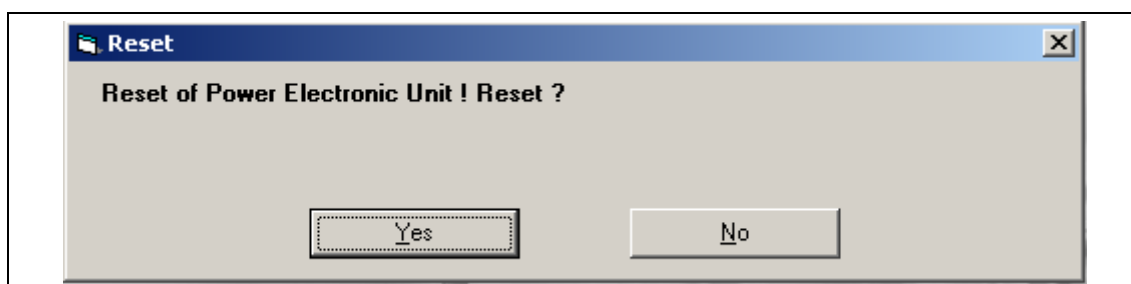 Reset
Reset of Power Electronic Unit ! Reset ?
Yes No